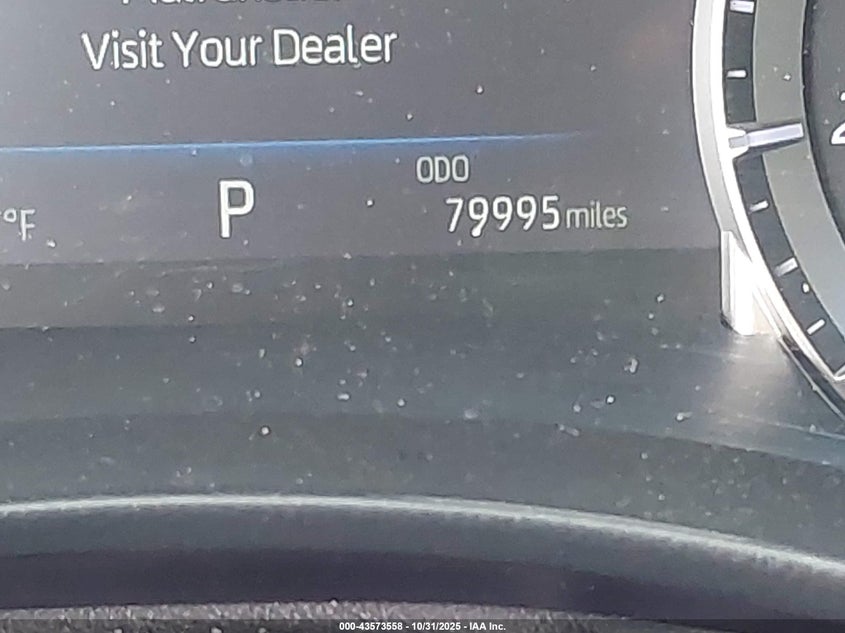 Visit Your Dealer
ODO
°F P 79995 miles
000-43573558 - 10/31/2025 - IAA Inc.